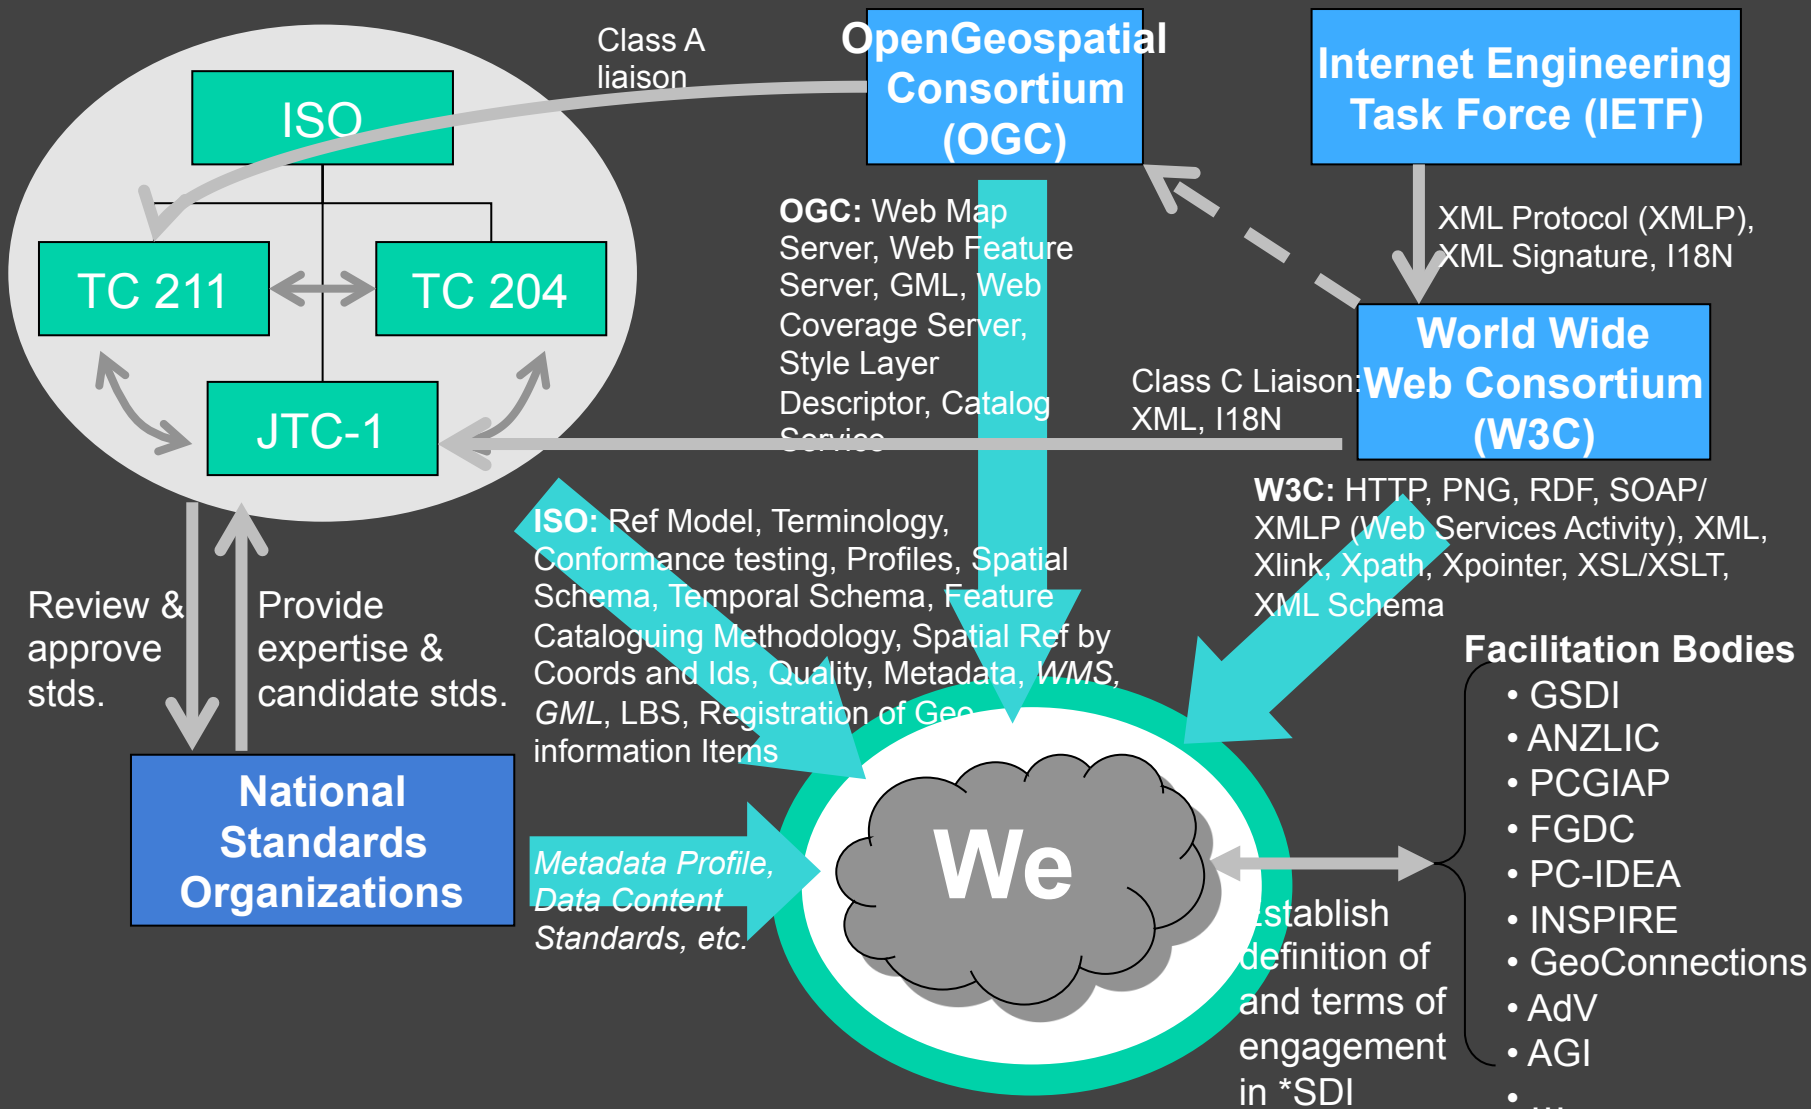 Class A
liaison
OpenGeospatial
Consortium
(OGC)
Internet Engineering
Task Force (IETF)
ISO
TC 211
TC 204
JTC-1
OGC: Web Map
Server, Web Feature
Server, GML, Web
Coverage Server,
Style Layer
Descriptor, Catalog
Service
XML Protocol (XMLP),
XML Signature, I18N
World Wide
Web Consortium
(W3C)
Class C Liaison:
XML, I18N
W3C: HTTP, PNG, RDF, SOAP/
XMLP (Web Services Activity), XML,
Xlink, Xpath, Xpointer, XSL/XSLT,
XML Schema
ISO: Ref Model, Terminology,
Conformance testing, Profiles, Spatial
Schema, Temporal Schema, Feature
Cataloguing Methodology, Spatial Ref by
Coords and Ids, Quality, Metadata, WMS,
GML, LBS, Registration of Geo
information Items
Review &
approve
stds.
Provide
expertise &
candidate stds.
National
Standards
Organizations
Metadata Profile,
Data Content
Standards, etc.
We
Establish
definition of
and terms of
engagement
in *SDI
Facilitation Bodies
• GSDI
• ANZLIC
• PCGIAP
• FGDC
• PC-IDEA
• INSPIRE
• GeoConnections
• AdV
• AGI
• ...